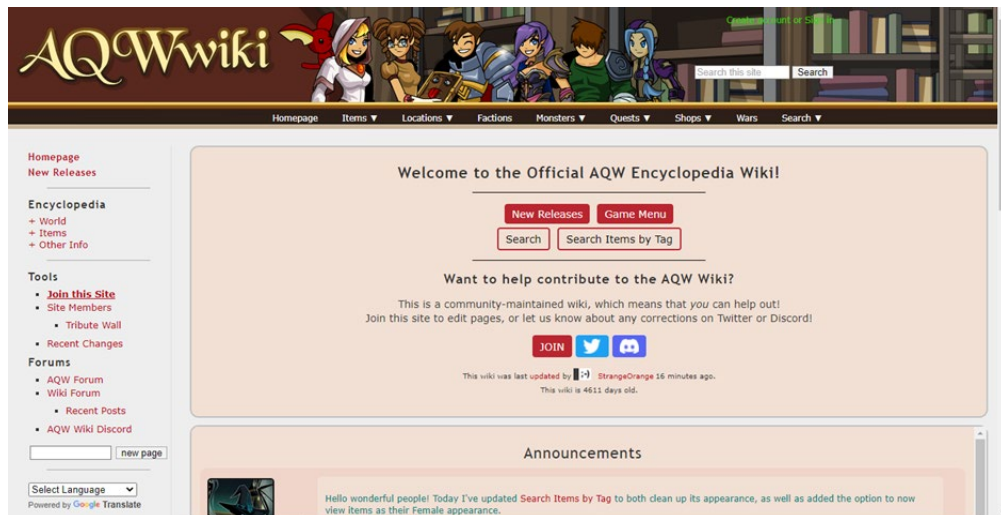 AQWwiki
Create account or Sign in
Search this site Search
Homepage Items ▼ Locations ▼ Factions Monsters ▼ Quests ▼ Shops ▼ Wars Search ▼
Homepage
New Releases
Encyclopedia
+ World
+ Items
+ Other Info
Tools
Join this Site
Site Members
Tribute Wall
Recent Changes
Forums
AQW Forum
Wiki Forum
Recent Posts
AQW Wiki Discord
new page
Select Language
Powered by Google Translate
Welcome to the Official AQW Encyclopedia Wiki!
New Releases Game Menu
Search Search Items by Tag
Want to help contribute to the AQW Wiki?
This is a community-maintained wiki, which means that you can help out!
Join this site to edit pages, or let us know about any corrections on Twitter or Discord!
JOIN
This wiki was last updated by StrangeOrange 16 minutes ago.
This wiki is 4611 days old.
Announcements
Hello wonderful people! Today I've updated Search Items by Tag to both clean up its appearance, as well as added the option to now
view items as their Female appearance.